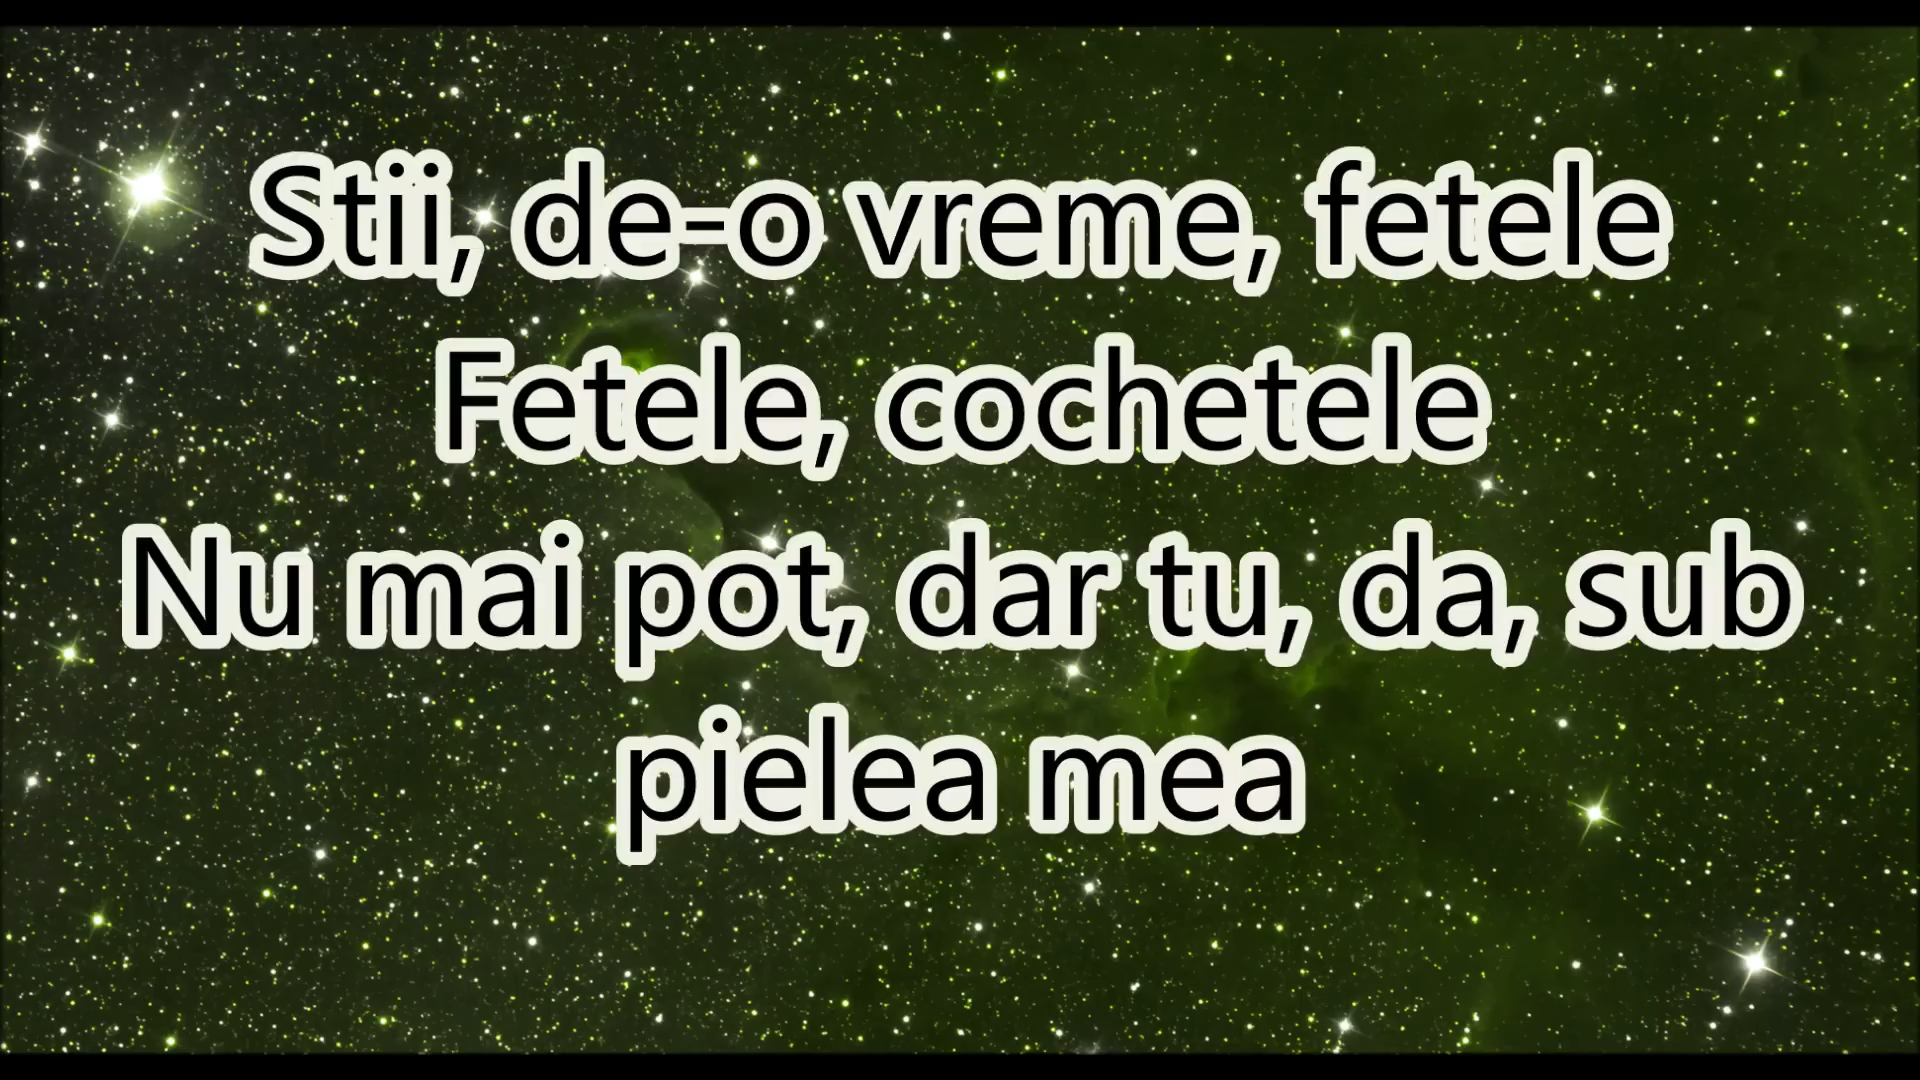 Stii, de-o vreme, fetele
Fetele, cochetele
Nu mai pot, dar tu, da, sub
pielea mea